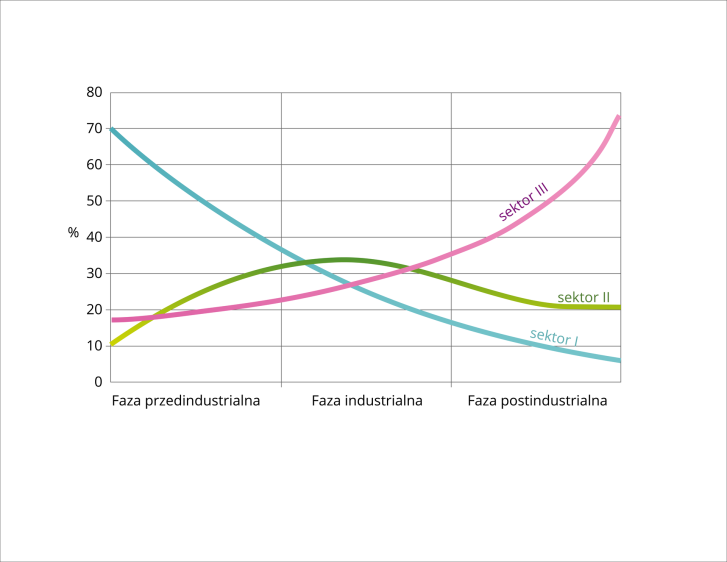 80
70
60
50
40
30
20
10
0
%
sektor III
sektor II
sektor I
Faza przedindustrialna
Faza industrialna
Faza postindustrialna